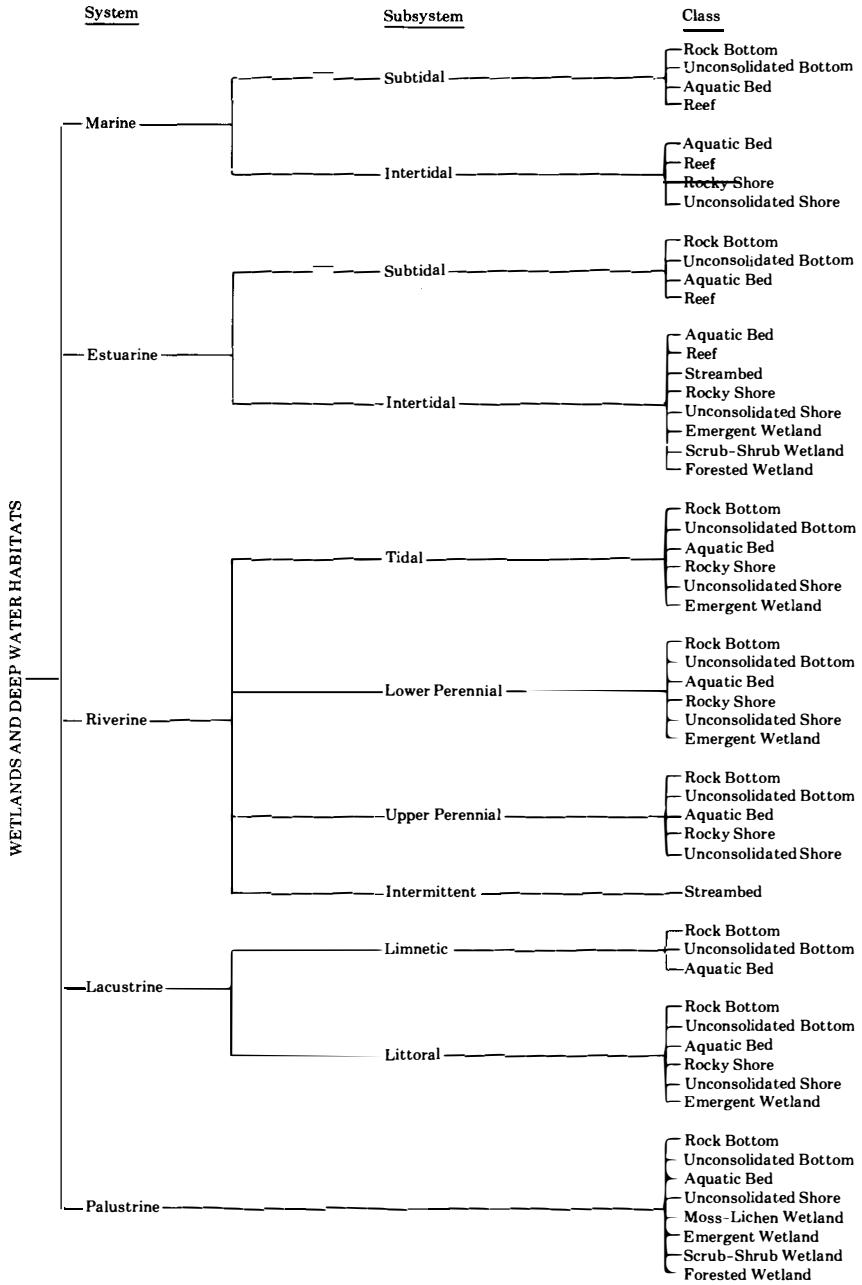 System Subsystem Class
Rock Bottom
Unconsolidated Bottom
Subtidal
Aquatic Bed
Reef
Marine
Aquatic Bed
Reef
Intertidal
Rocky Shore
Unconsolidated Shore
Rock Bottom
Unconsolidated Bottom
Subtidal
Aquatic Bed
Reef
Aquatic Bed
Estuarine
Reef
Streambed
Rocky Shore
Intertidal
Unconsolidated Shore
Emergent Wetland
Scrub-Shrub Wetland
Forested Wetland
WETLANDS AND DEEP WATER HABITATS
Rock Bottom
Unconsolidated Bottom
Aquatic Bed
Tidal
Rocky Shore
Unconsolidated Shore
Emergent Wetland
Rock Bottom
Unconsolidated Bottom
Aquatic Bed
Lower Perennial
Rocky Shore
Unconsolidated Shore
Riverine
Emergent Wetland
Rock Bottom
Unconsolidated Bottom
Upper Perennial
Aquatic Bed
Rocky Shore
Unconsolidated Shore
Intermittent
Streambed
Rock Bottom
Limnetic
Unconsolidated Bottom
Aquatic Bed
Lacustrine
Rock Bottom
Unconsolidated Bottom
Aquatic Bed
Littoral
Rocky Shore
Unconsolidated Shore
Emergent Wetland
Rock Bottom
Unconsolidated Bottom
Aquatic Bed
Unconsolidated Shore
Palustrine
Moss-Lichen Wetland
Emergent Wetland
Scrub-Shrub Wetland
Forested Wetland